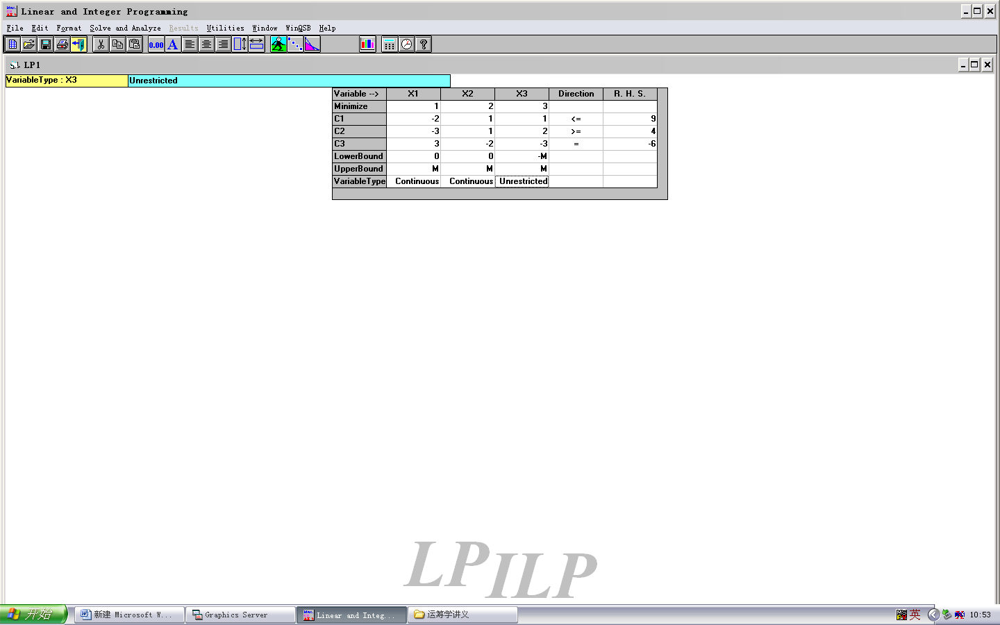 Linear and Integer Programming
File Edit Format Solve and Analyze Results Utilities Window WinQSB Help
0.00 A
LP1
VariableType : X3 Unrestricted
Variable --> X1 X2 X3 Direction R. H. S.
Minimize 1 2 3
C1 -2 1 1 <= 9
C2 -3 1 2 >= 4
C3 3 -2 -3 = -6
LowerBound 0 0 -M
UpperBound M M M
VariableType Continuous Continuous Unrestricted
LP ILP
开始 新建 Microsoft W... Graphics Server Linear and Integ... 运筹学讲义 英 10:53